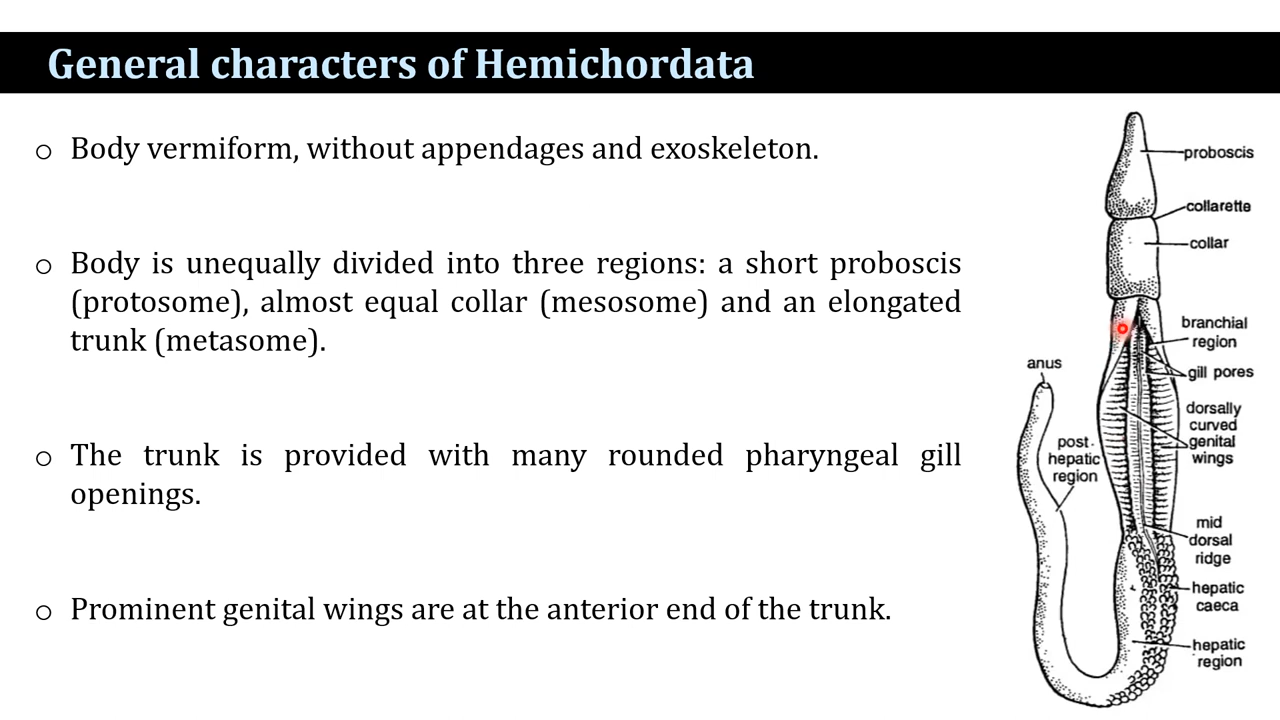 General characters of Hemichordata
o Body vermiform, without appendages and exoskeleton.
o Body is unequally divided into three regions: a short proboscis
(protosome), almost equal collar (mesosome) and an elongated
trunk (metasome).
o The trunk is provided with many rounded pharyngeal gill
openings.
o Prominent genital wings are at the anterior end of the trunk.
proboscis
collarette
collar
branchial
region
gill pores
anus
dorsally
curved
genital
wings
post
hepatic
region
mid
dorsal
ridge
hepatic
caeca
hepatic
region